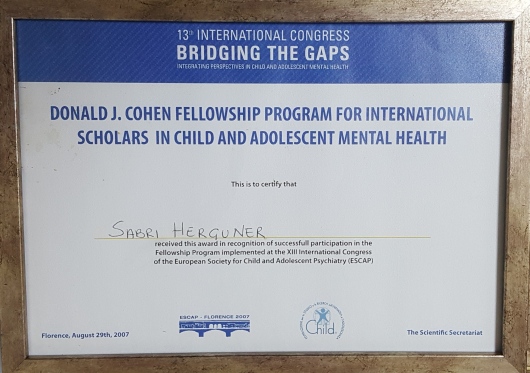 13th INTERNATIONAL CONGRESS
BRIDGING THE GAPS
INTEGRATING PERSPECTIVES IN CHILD AND ADOLESCENT MENTAL HEALTH
DONALD J. COHEN FELLOWSHIP PROGRAM FOR INTERNATIONAL
SCHOLARS IN CHILD AND ADOLESCENT MENTAL HEALTH
This is to certify that
SABRI HERGUNER
received this award in recognition of successfull participation in the
Fellowship Program implemented at the XIII International Congress
of the European Society for Child and Adolescent Psychiatry (ESCAP)
ESCAP - FLORENCE 2007
Child
Florence, August 29th, 2007
The Scientific Secretariat